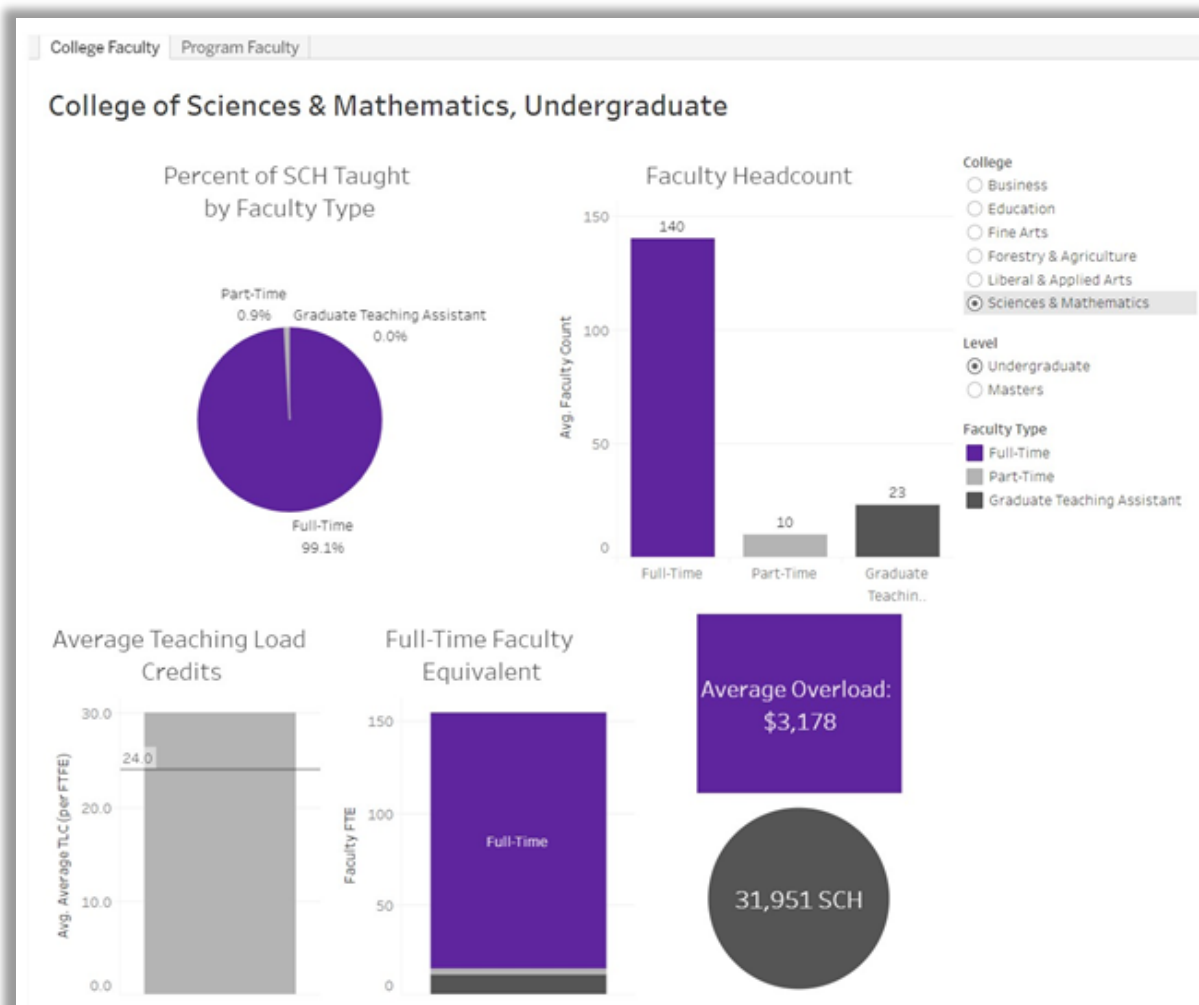 College Faculty
Program Faculty
College of Sciences & Mathematics, Undergraduate
Percent of SCH Taught
by Faculty Type
Part-Time
0.9%
Graduate Teaching Assistant
0.0%
Full-Time
99.1%
Faculty Headcount
Avg. Faculty Count
150
100
50
0
140
10
23
Full-Time
Part-Time
Graduate
Teachin..
College
Business
Education
Fine Arts
Forestry & Agriculture
Liberal & Applied Arts
Sciences & Mathematics
Level
Undergraduate
Masters
Faculty Type
Full-Time
Part-Time
Graduate Teaching Assistant
Average Teaching Load
Credits
Avg. Average TLC (per FTFE)
30.0
24.0
20.0
10.0
0.0
Full-Time Faculty
Equivalent
Faculty FTE
150
100
50
0
Full-Time
Average Overload:
$3,178
31,951 SCH